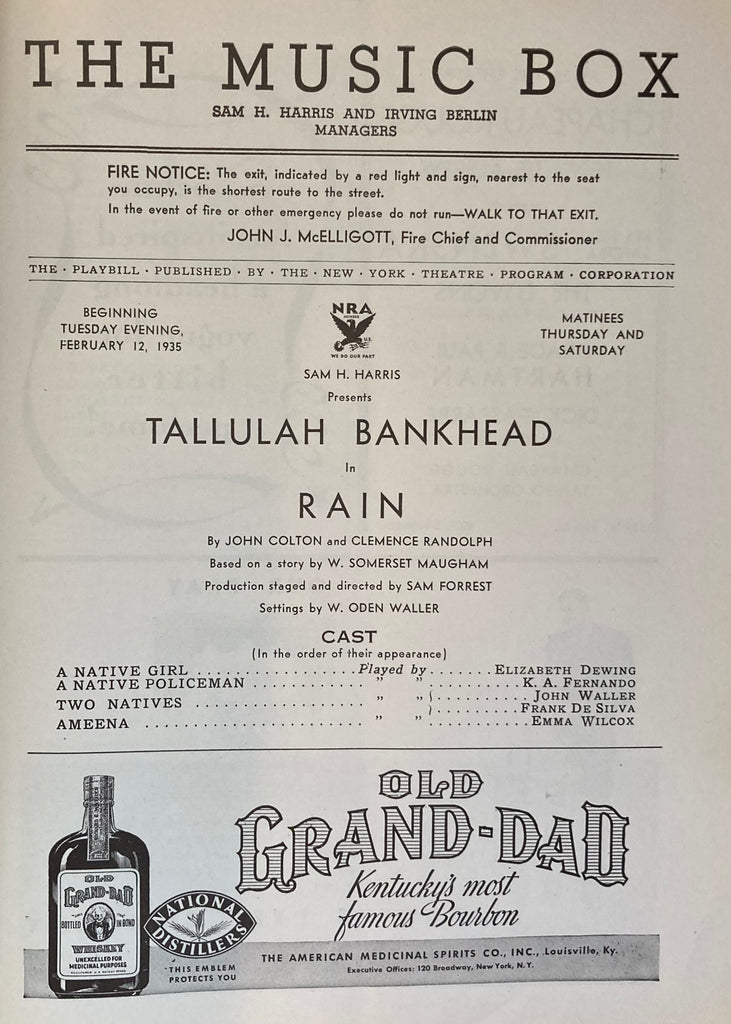 THE MUSIC BOX
SAM H. HARRIS AND IRVING BERLIN
MANAGERS
FIRE NOTICE: The exit, indicated by a red light and sign, nearest to the seat
you occupy, is the shortest route to the street.
In the event of fire or other emergency please do not run—WALK TO THAT EXIT.
JOHN J. McELLIGOTT, Fire Chief and Commissioner
THE · PLAYBILL · PUBLISHED · BY · THE · NEW · YORK · THEATRE · PROGRAM · CORPORATION
BEGINNING
TUESDAY EVENING,
FEBRUARY 12, 1935
NRA
MEMBER
U.S.
WE DO OUR PART
MATINEES
THURSDAY AND
SATURDAY
SAM H. HARRIS
Presents
TALLULAH BANKHEAD
In
RAIN
By JOHN COLTON and CLEMENCE RANDOLPH
Based on a story by W. SOMERSET MAUGHAM
Production staged and directed by SAM FORREST
Settings by W. ODEN WALLER
CAST
(In the order of their appearance)
A NATIVE GIRL . . . . . . . . . . . . . . . . . Played by . . . . . . . ELIZABETH DEWING
A NATIVE POLICEMAN . . . . . . . . . . . . " " . . . . . . . . . . K. A. FERNANDO
TWO NATIVES . . . . . . . . . . . . . . . . . . " " { . . . . . . . . . JOHN WALLER
. . . . . . . . FRANK DE SILVA
AMEENA . . . . . . . . . . . . . . . . . . . . . . . . " " . . . . . . . . . . EMMA WILCOX
OLD
GRAND-DAD
Kentucky's most
famous Bourbon
OLD
GRAND-DAD
BOTTLED IN BOND
WHISKEY
UNEXCELLED FOR
MEDICINAL PURPOSES
NATIONAL
DISTILLERS
THIS EMBLEM
PROTECTS YOU
THE AMERICAN MEDICINAL SPIRITS CO., INC., Louisville, Ky.
Executive Offices: 120 Broadway, New York, N. Y.